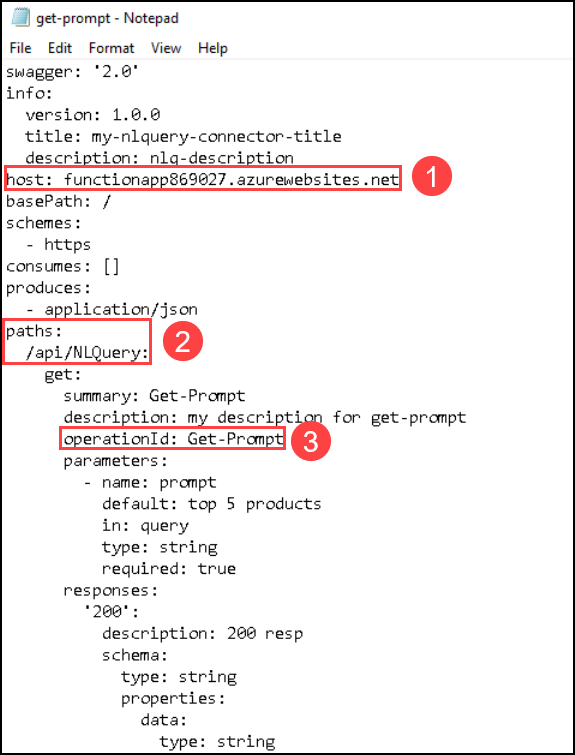 get-prompt - Notepad
File Edit Format View Help
swagger: '2.0'
info:
  version: 1.0.0
  title: my-nlquery-connector-title
  description: nlq-description
host: functionapp869027.azurewebsites.net 1
basePath: /
schemes:
  - https
consumes: []
produces:
  - application/json
paths: 2
  /api/NLQuery:
    get:
      summary: Get-Prompt
      description: my description for get-prompt
      operationId: Get-Prompt 3
      parameters:
        - name: prompt
          default: top 5 products
          in: query
          type: string
          required: true
      responses:
        '200':
          description: 200 resp
          schema:
            type: string
            properties:
              data:
                type: string